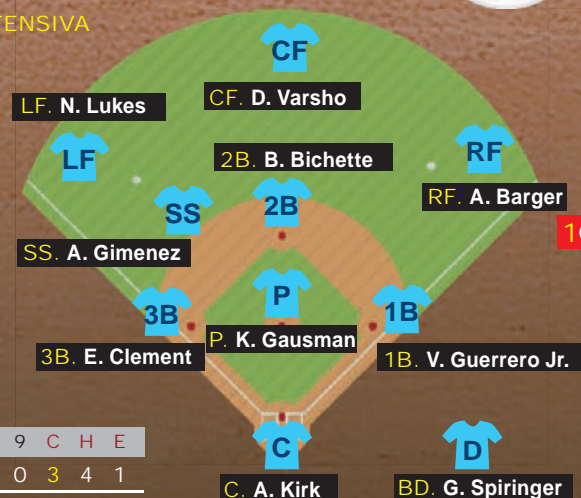 TENSIVA
CF
CF. D. Varsho
LF. N. Lukes
LF
2B. B. Bichette
RF
RF. A. Barger
SS
2B
SS. A. Gimenez
3B
P
1B
P. K. Gausman
3B. E. Clement
1B. V. Guerrero Jr.
9 C H E
0 3 4 1
C
D
C. A. Kirk
BD. G. Spiringer